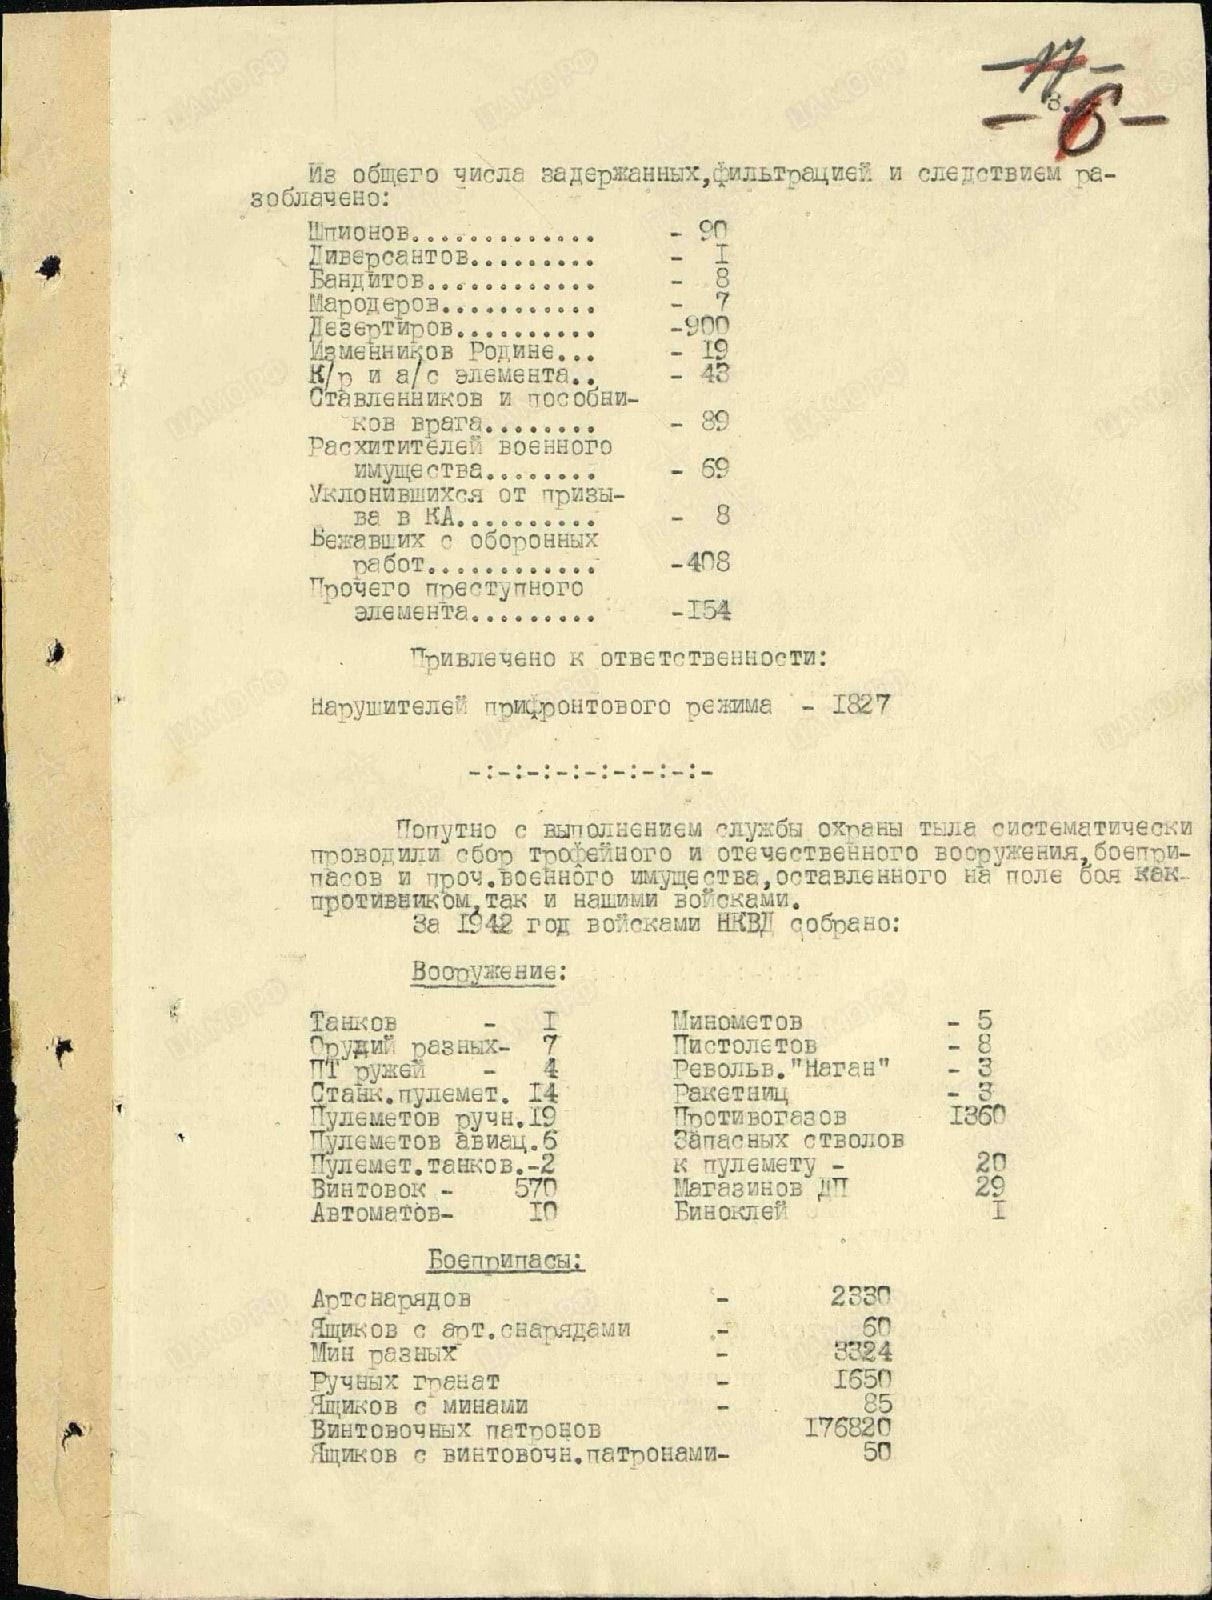 -17-
3.
-6-
Из общего числа задержанных,фильтрацией и следствием ра-
зоблачено:
Шпионов............. - 90
Диверсантов......... - I
Бандитов............ - 8
Мародеров........... - 7
Дезертиров.......... -900
Изменников Родине... - 19
К/р и а/с элемента.. - 43
Ставленников и пособни-
ков врага........ - 89
Расхитителей военного
имущества........ - 69
Уклонившихся от призы-
ва в КА.......... - 8
Бежавших с оборонных
работ............ -408
Прочего преступного
элемента......... -I54
Привлечено к ответственности:
Нарушителей прифронтового режима - I827
-:-:-:-:-:-:-:-:-
Попутно с выполнением службы охраны тыла систематически
проводили сбор трофейного и отечественного вооружения,боепри-
пасов и проч.военного имущества,оставленного на поле боя как-
противником,так и нашими войсками.
За 1942 год войсками НКВД собрано:
Вооружение:
Танков - I Минометов - 5
Орудий разных- 7 Пистолетов - 8
ПТ ружей - 4 Револьв."Наган" - 3
Станк.пулемет. I4 Ракетниц - 3
Пулеметов ручн.I9 Противогазов I360
Пулеметов авиац.6 Запасных стволов
Пулемет.танков.-2 к пулемету - 20
Винтовок - 570 Магазинов ДП 29
Автоматов- I0 Биноклей I
Боеприпасы:
Артснарядов - 2330
Ящиков с арт.снарядами - 60
Мин разных - 3324
Ручных гранат - I650
Ящиков с минами - 85
Винтовочных патронов I76820
Ящиков с винтовочн.патронами- 50